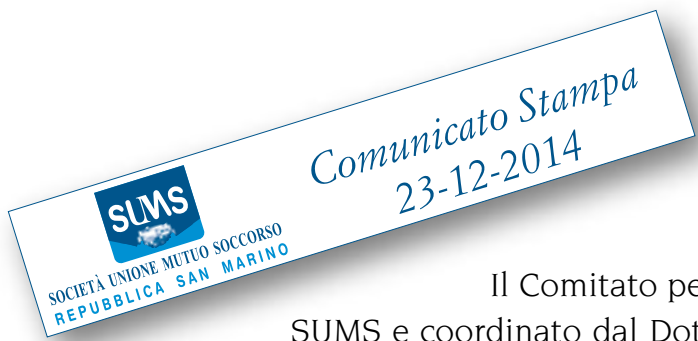 SUMS
SOCIETÀ UNIONE MUTUO SOCCORSO
REPUBBLICA SAN MARINO
Comunicato Stampa
23-12-2014
Il Comitato pe
SUMS e coordinato dal Dot